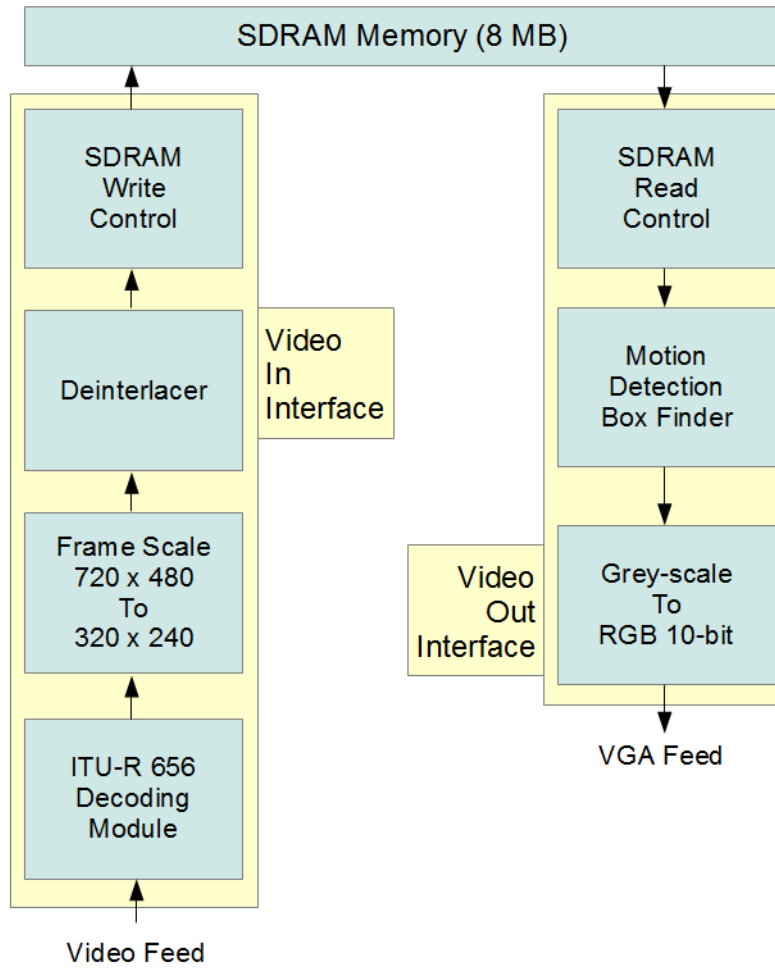 SDRAM Memory (8 MB)
SDRAM
Write
Control
Deinterlacer
Video
In
Interface
Frame Scale
720 x 480
To
320 x 240
ITU-R 656
Decoding
Module
Video Feed
SDRAM
Read
Control
Motion
Detection
Box Finder
Video
Out
Interface
Grey-scale
To
RGB 10-bit
VGA Feed